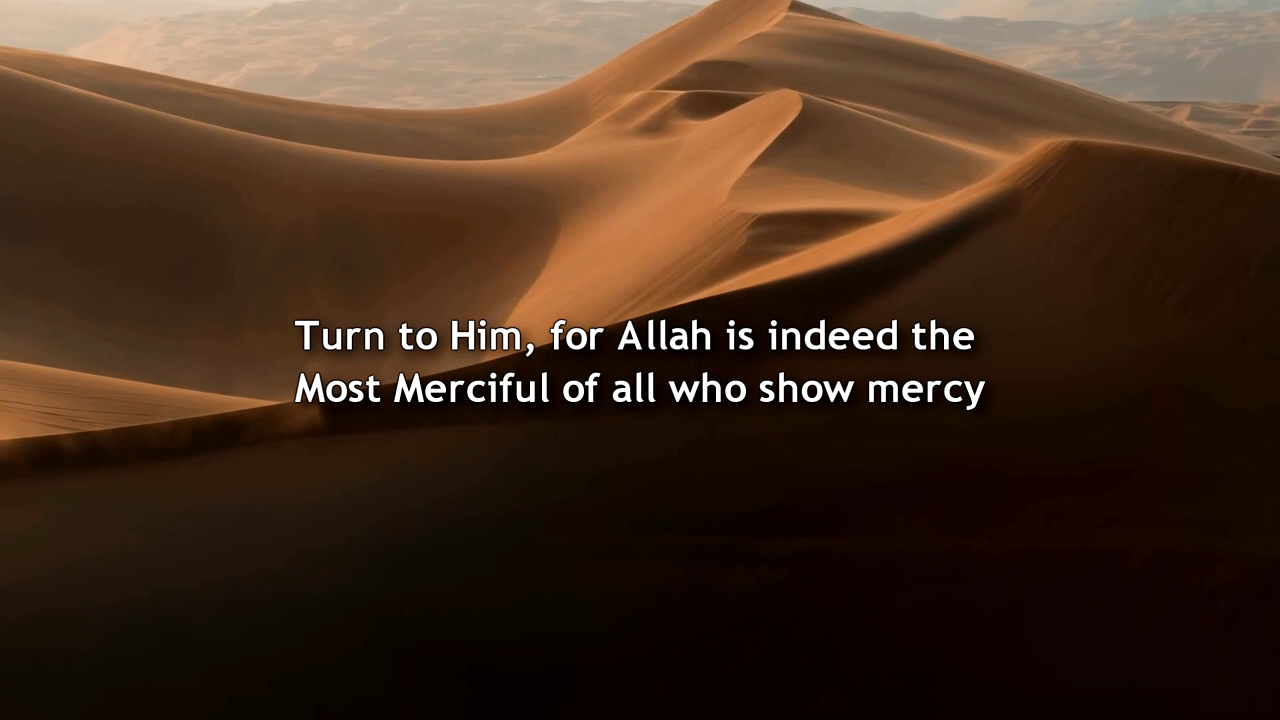 Turn to Him, for Allah is indeed the
Most Merciful of all who show mercy